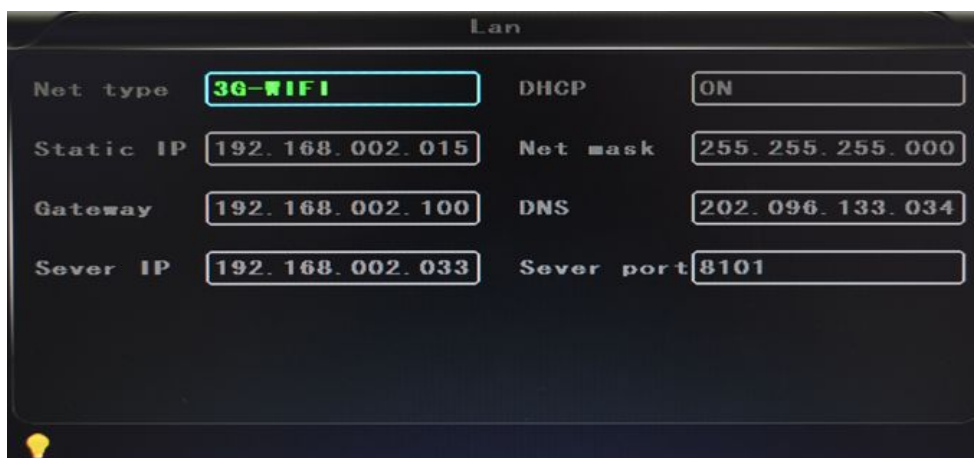 Lan
Net type 3G-WIFI DHCP ON
Static IP 192.168.002.015 Net mask 255.255.255.000
Gateway 192.168.002.100 DNS 202.096.133.034
Sever IP 192.168.002.033 Sever port 8101